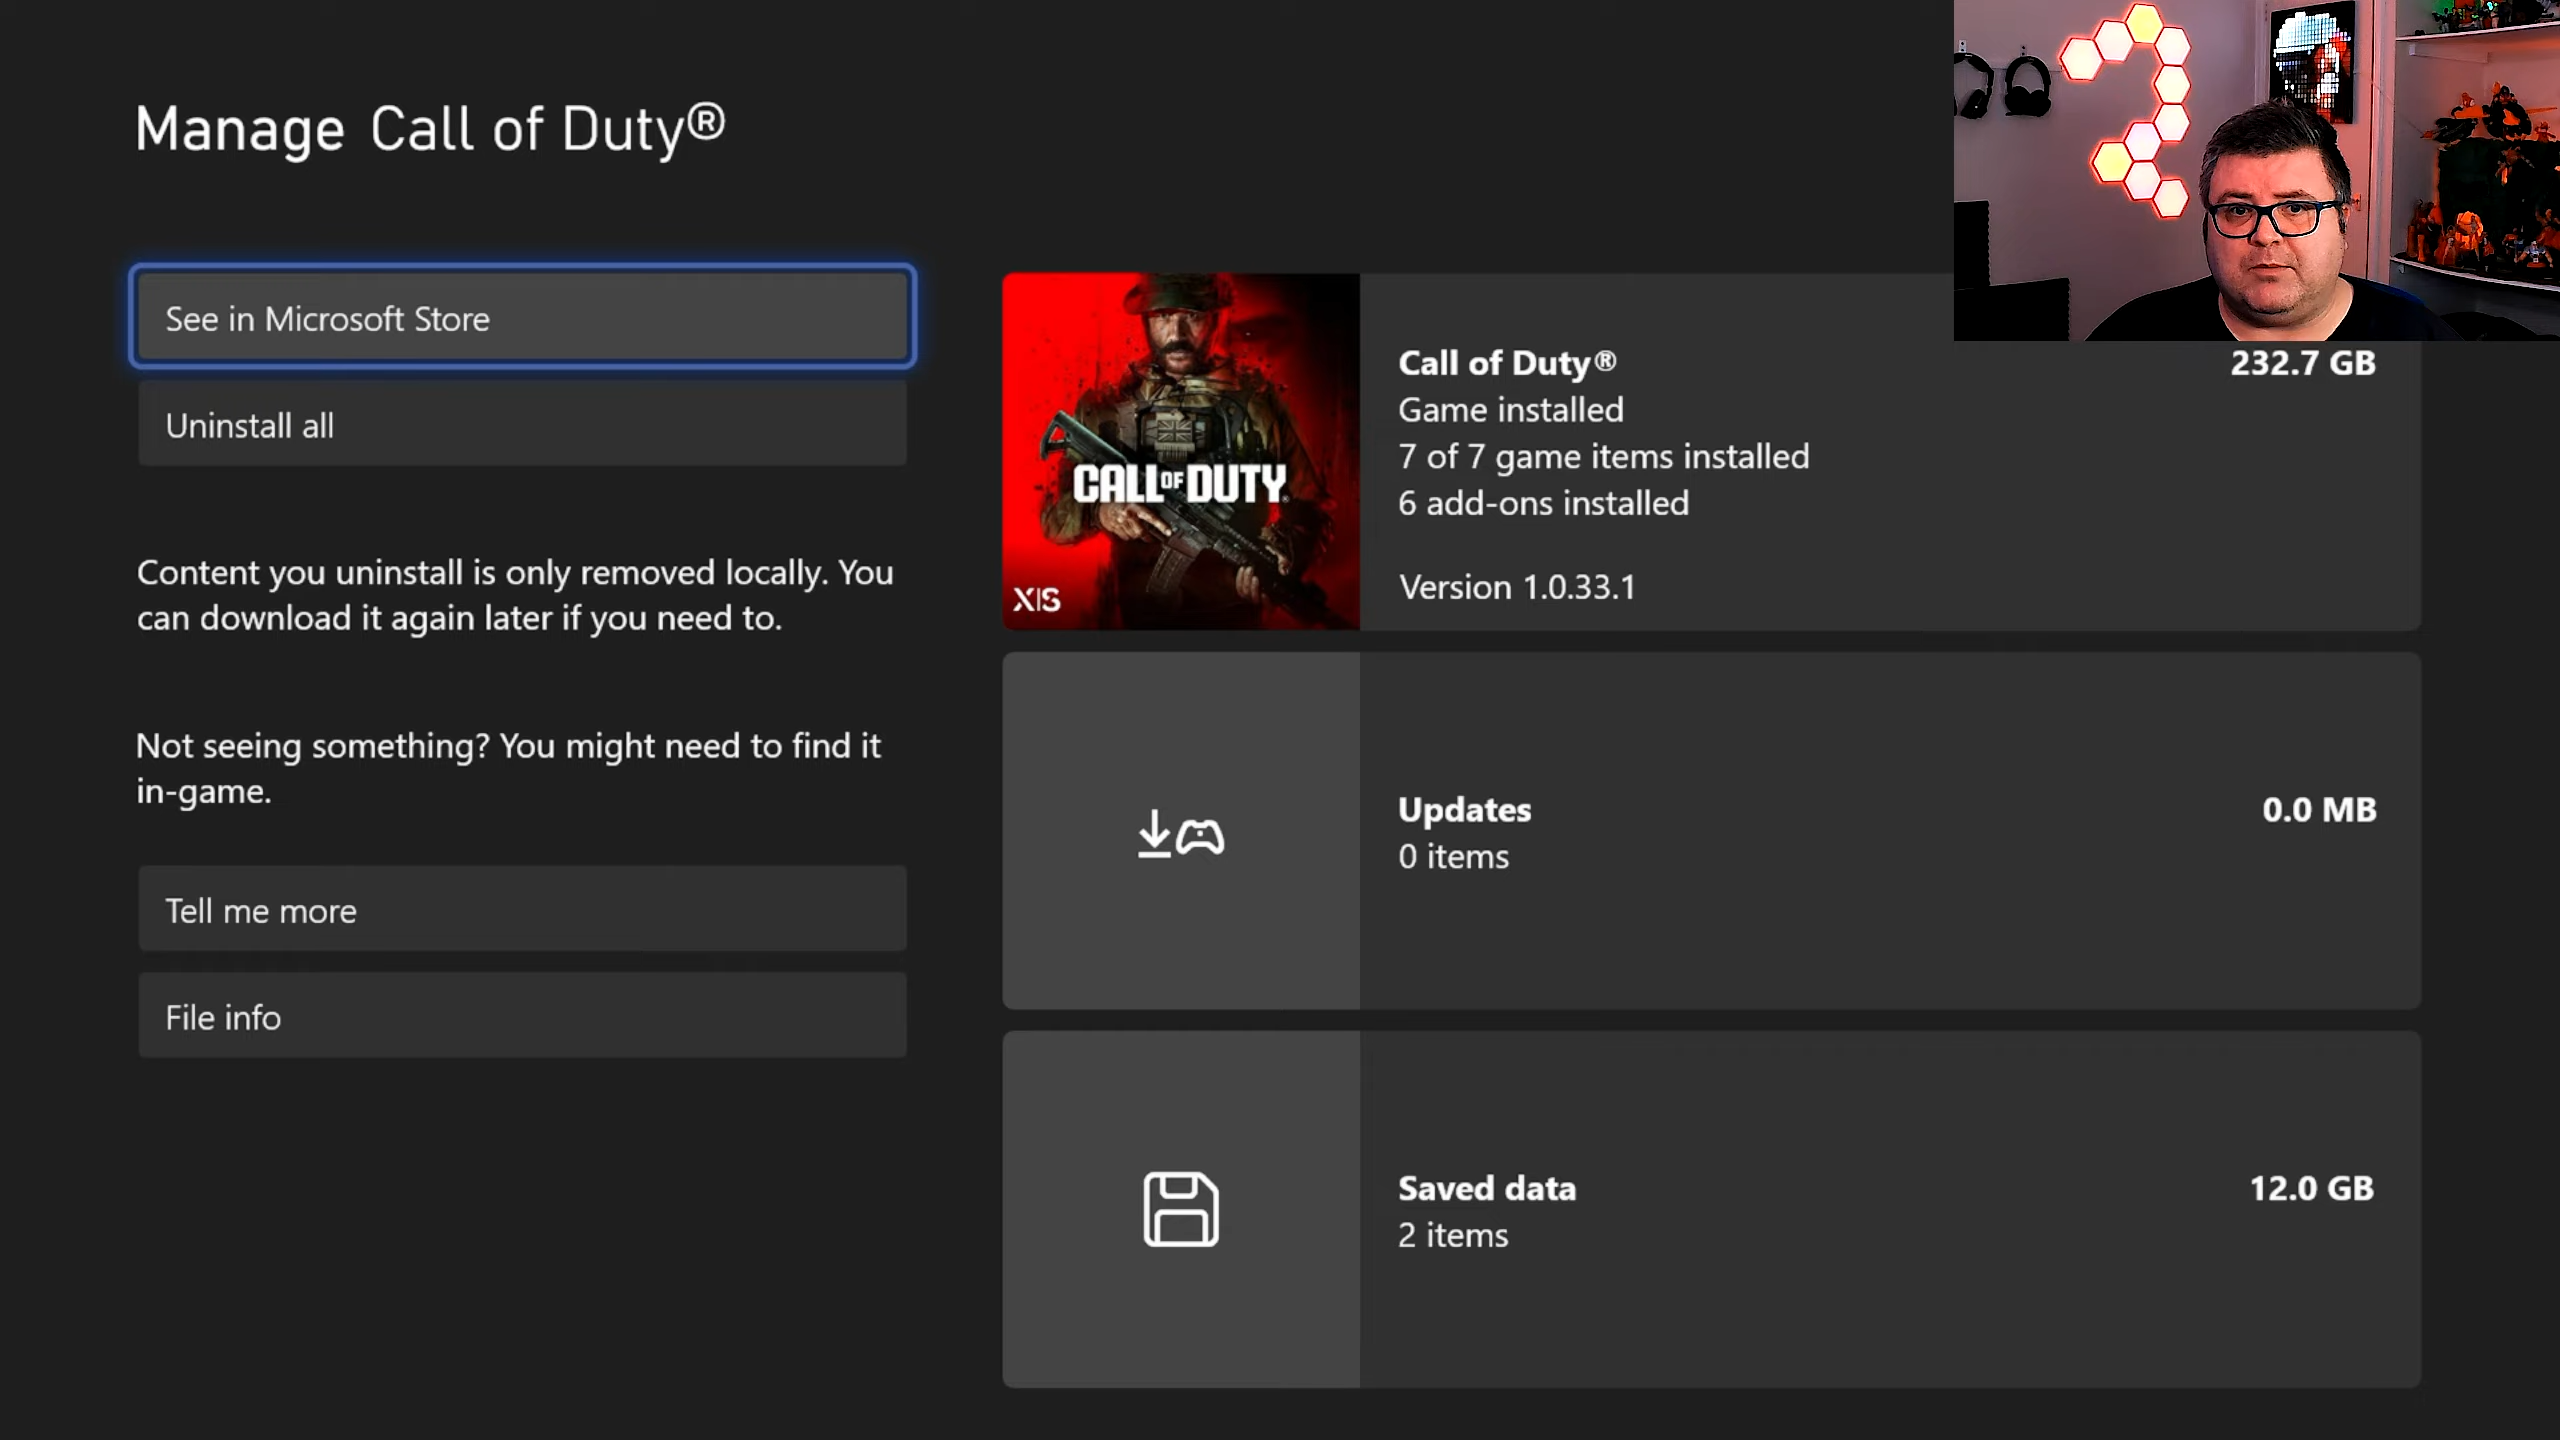 Manage Call of Duty®
See in Microsoft Store
Uninstall all
Content you uninstall is only removed locally. You
can download it again later if you need to.
Not seeing something? You might need to find it
in-game.
Tell me more
File info
CALL OF DUTY
X|S
Call of Duty®
232.7 GB
Game installed
7 of 7 game items installed
6 add-ons installed
Version 1.0.33.1
Updates
0.0 MB
0 items
Saved data
12.0 GB
2 items